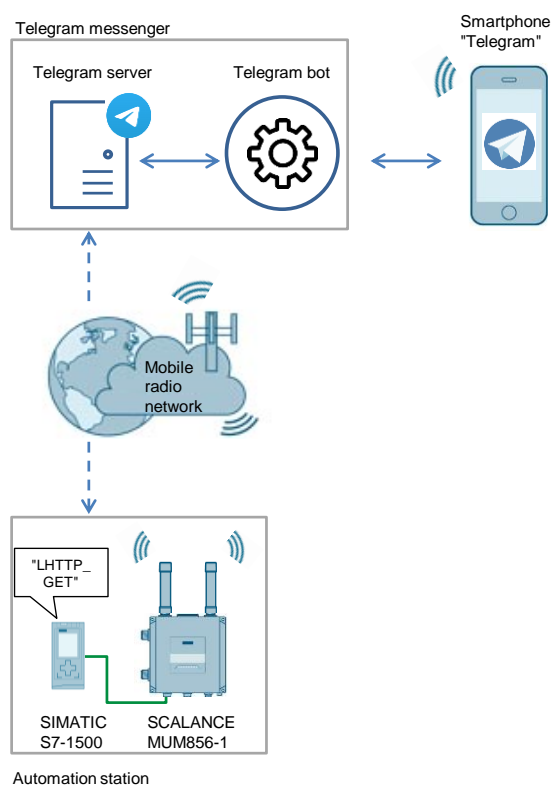 Telegram messenger
Smartphone
"Telegram"
Telegram server
Telegram bot
Mobile
radio
network
"LHTTP_
GET"
SIMATIC
S7-1500
SCALANCE
MUM856-1
Automation station